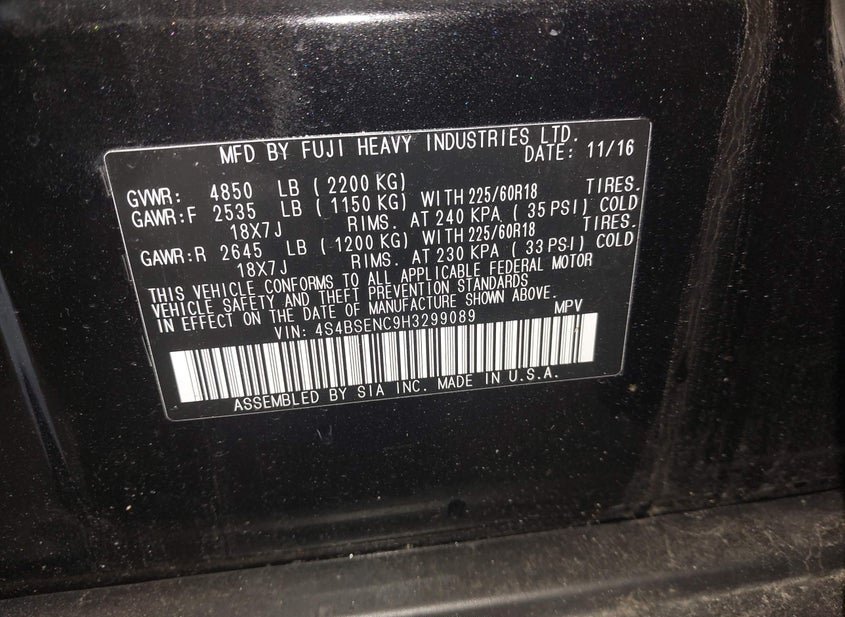 MFD BY FUJI HEAVY INDUSTRIES LTD.
DATE: 11/16
GVWR: 4850 LB (2200 KG)
GAWR:F 2535 LB (1150 KG) WITH 225/60R18 TIRES.
18X7J RIMS. AT 240 KPA (35 PSI) COLD
GAWR:R 2645 LB (1200 KG) WITH 225/60R18 TIRES.
18X7J RIMS. AT 230 KPA (33 PSI) COLD
THIS VEHICLE CONFORMS TO ALL APPLICABLE FEDERAL MOTOR
VEHICLE SAFETY AND THEFT PREVENTION STANDARDS
IN EFFECT ON THE DATE OF MANUFACTURE SHOWN ABOVE.
VIN: 4S4BSENC9H3299089 MPV
ASSEMBLED BY SIA INC. MADE IN U.S.A.